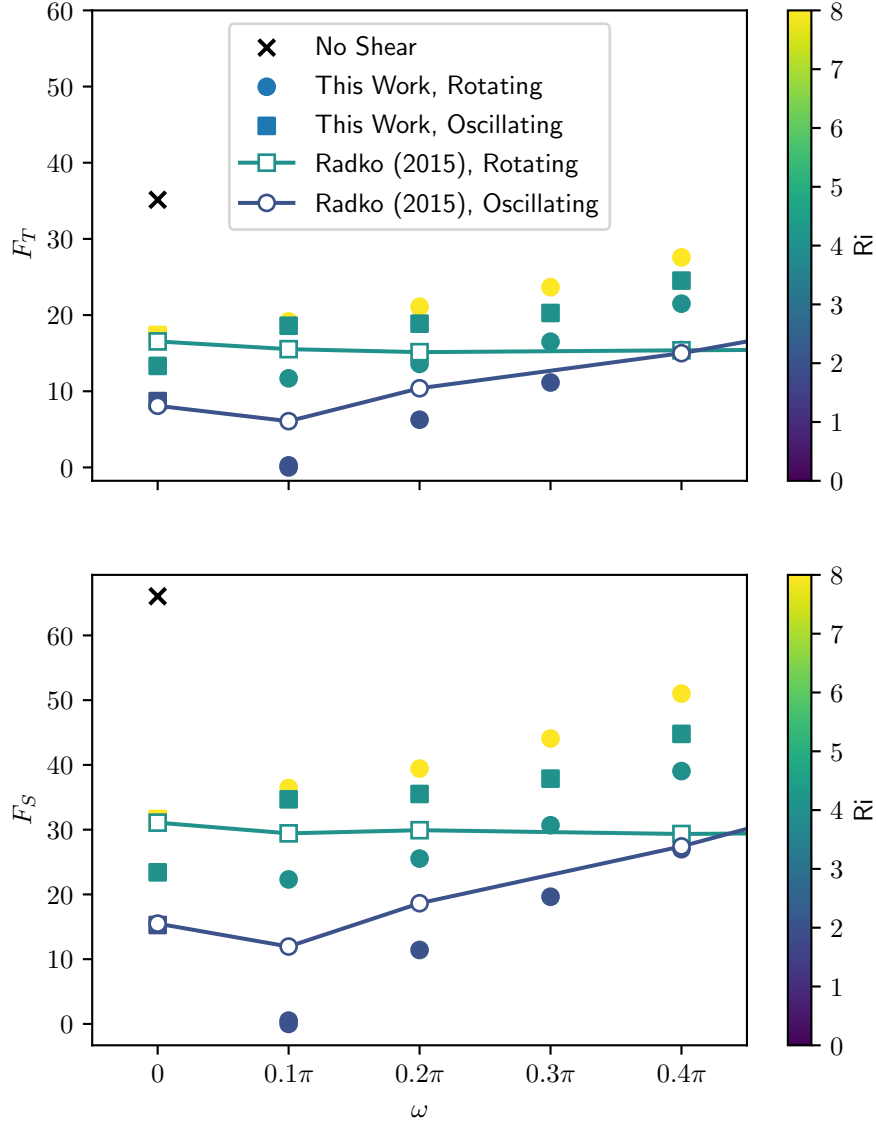 60
50
40
30
20
10
0
F_T
No Shear
This Work, Rotating
This Work, Oscillating
Radko (2015), Rotating
Radko (2015), Oscillating
8
7
6
5
4
3
2
1
0
Ri
60
50
40
30
20
10
0
F_S
0 0.1π 0.2π 0.3π 0.4π
ω
8
7
6
5
4
3
2
1
0
Ri